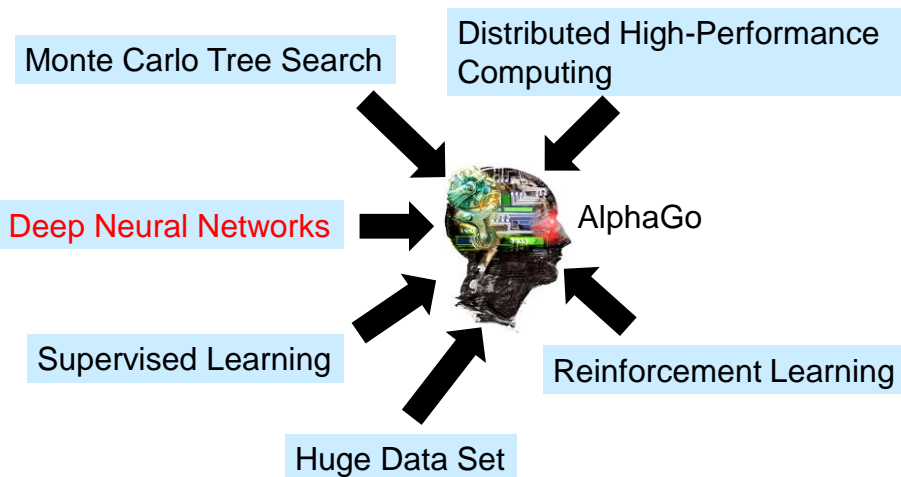 Monte Carlo Tree Search
Distributed High-Performance
Computing
Deep Neural Networks
AlphaGo
Supervised Learning
Reinforcement Learning
Huge Data Set